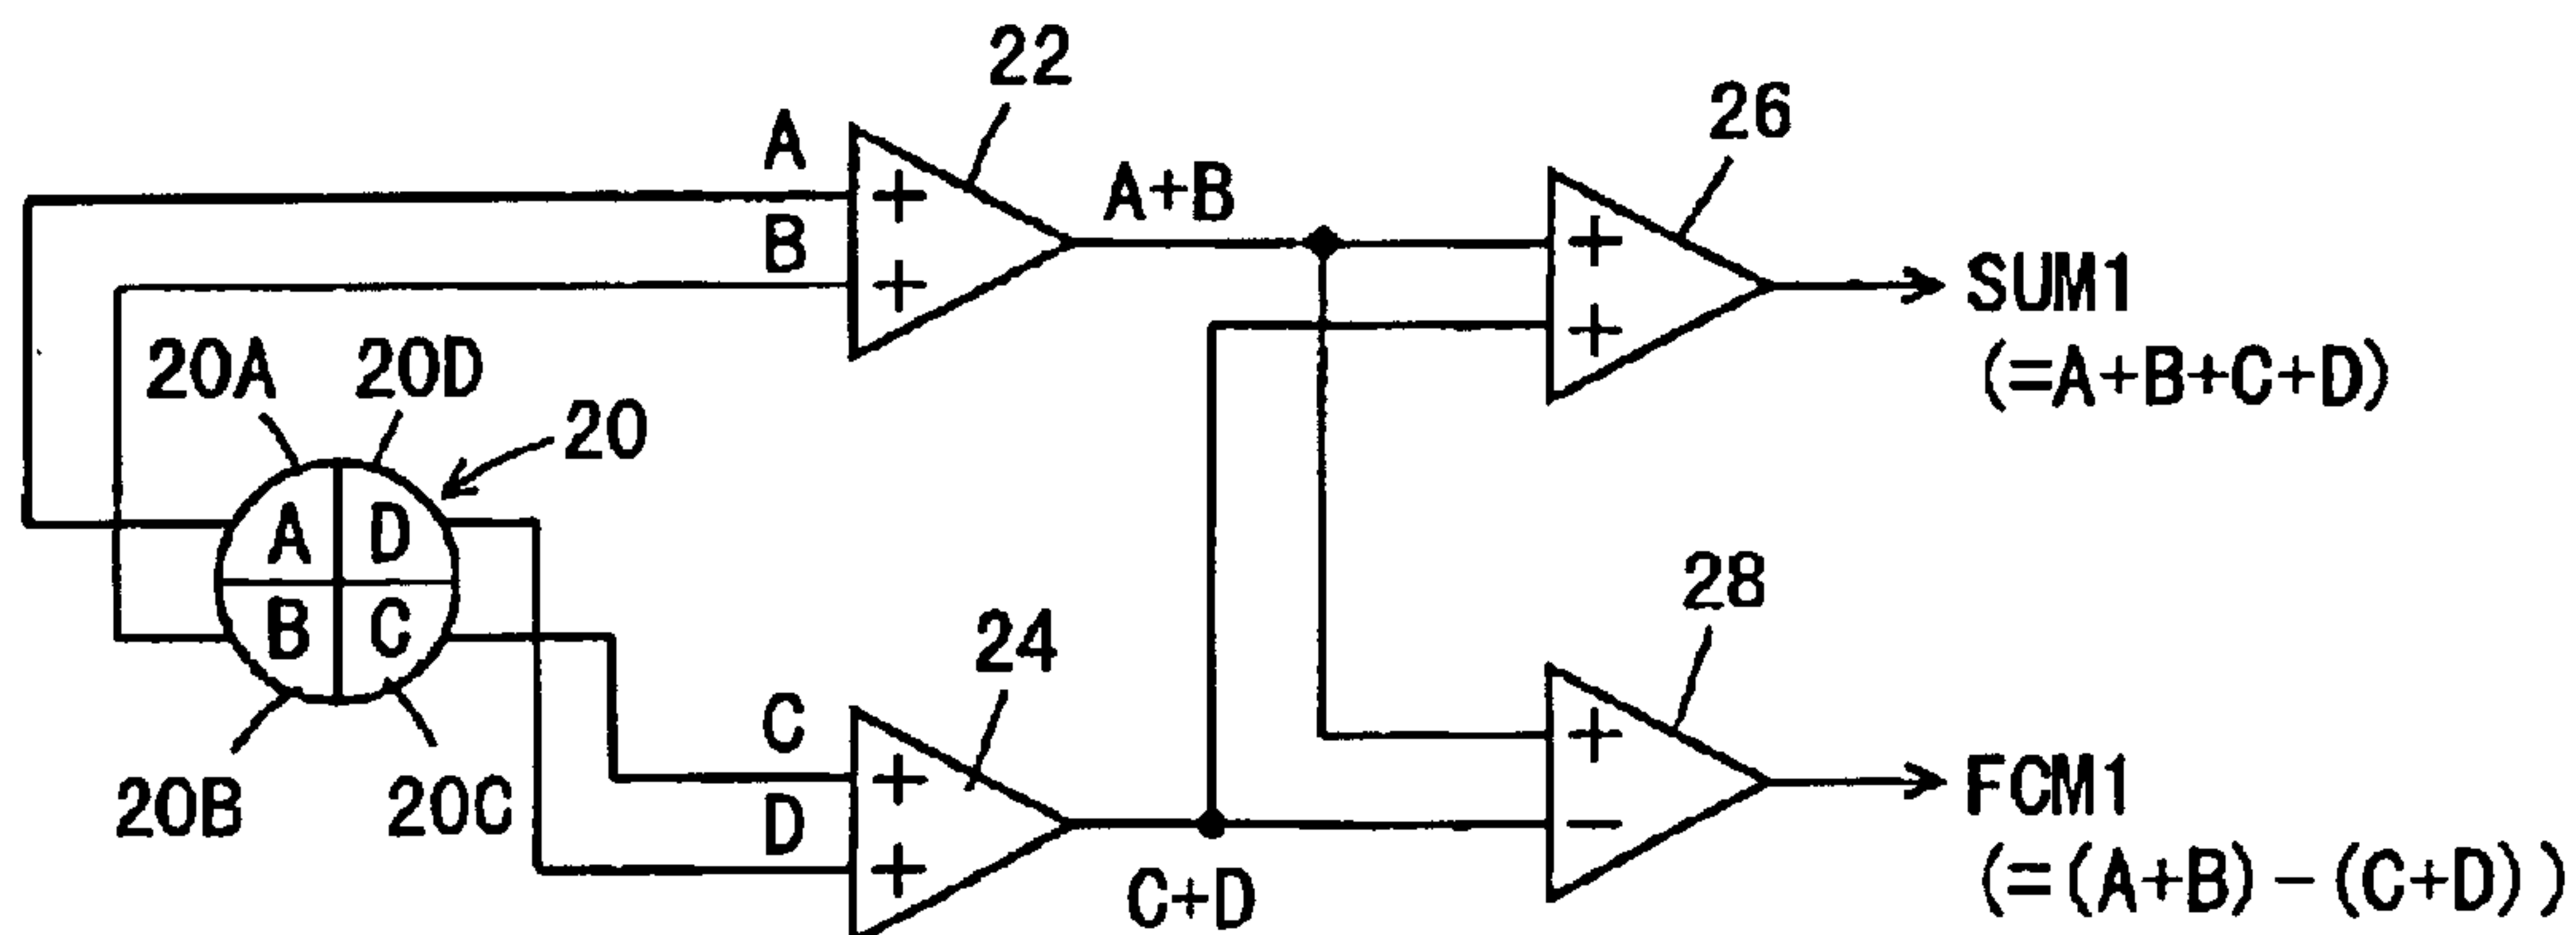 22
A
+
B
+
A+B
26
+
+
SUM1
(=A+B+C+D)
20A
20D
20
A
D
B
C
20B
20C
24
C
+
D
+
C+D
28
+
−
FCM1
(=(A+B)−(C+D))